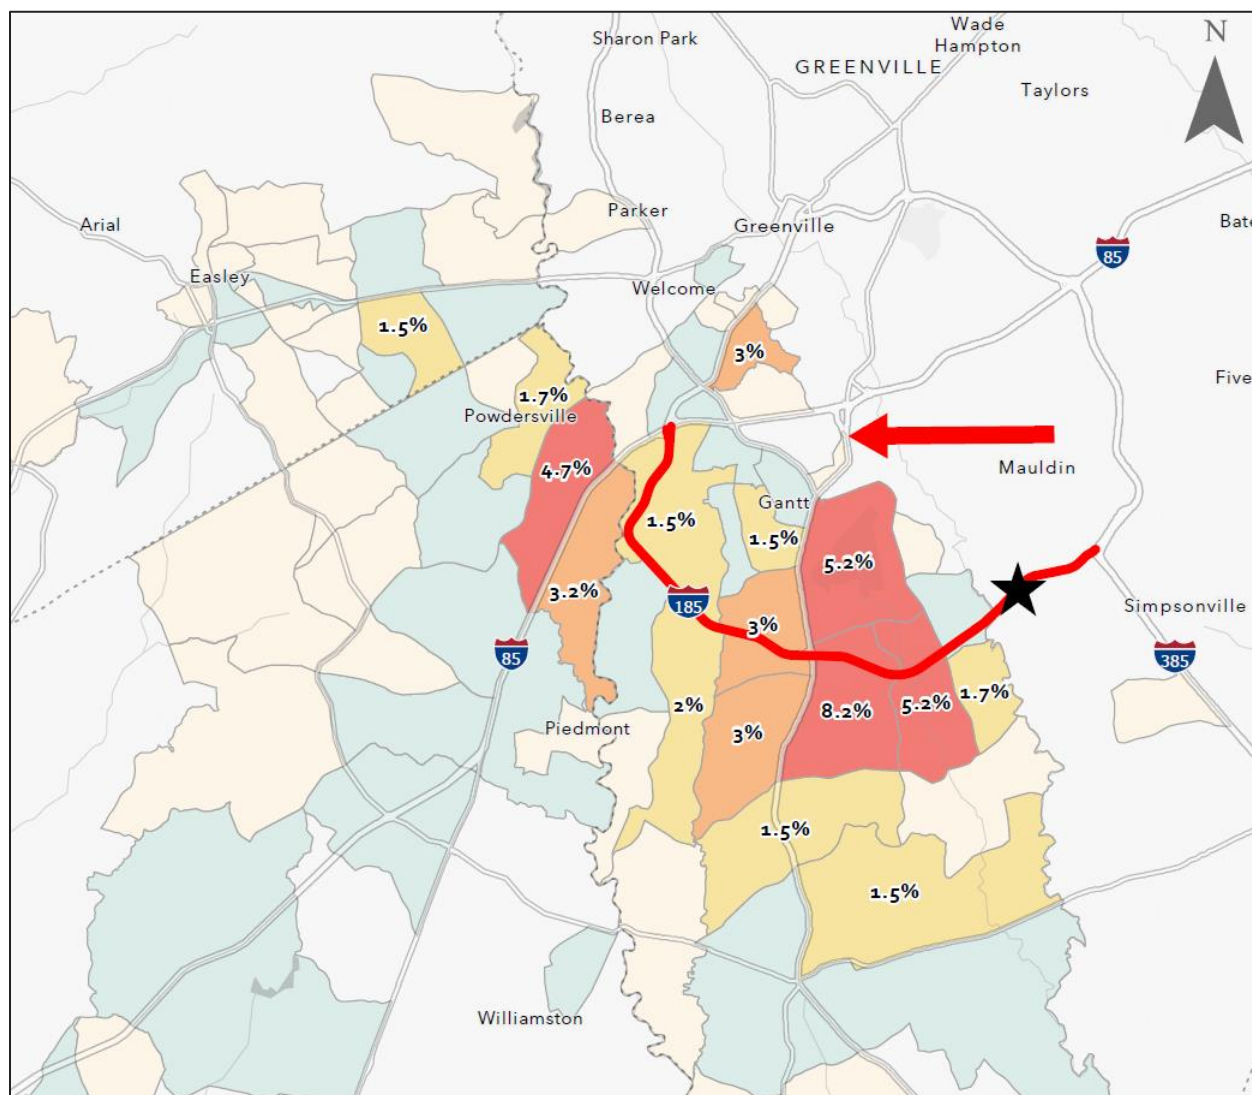 Wade
Hampton
N
Sharon Park
GREENVILLE
Taylors
Berea
Arial
Parker
Greenville
Bate
85
Easley
Welcome
1.5%
3%
Five
1.7%
Powdersville
4.7%
Mauldin
Gantt
1.5%
1.5%
5.2%
3.2%
185
Simpsonville
3%
85
385
2%
8.2%
5.2%
1.7%
Piedmont
3%
1.5%
1.5%
Williamston